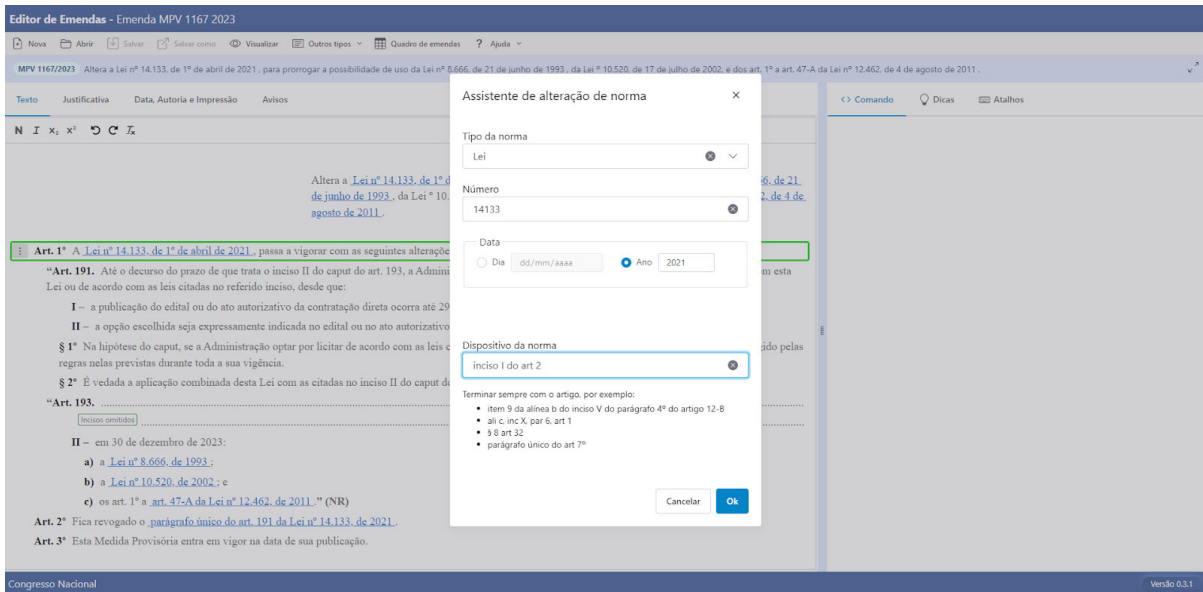 Editor de Emendas - Emenda MPV 1167 2023
Nova Abrir Salvar Salvar como Visualizar Outros tipos Quadro de emendas ? Ajuda
MPV 1167/2023 Altera a Lei nº 14.133, de 1º de abril de 2021 , para prorrogar a possibilidade de uso da Lei nº 8.666, de 21 de junho de 1993 , da Lei º 10.520, de 17 de julho de 2002, e dos art. 1º a art. 47-A da Lei nº 12.462, de 4 de agosto de 2011 .
Texto Justificativa Data, Autoria e Impressão Avisos
N I x₂ x² Tx
Altera a Lei nº 14.133, de 1º d
de junho de 1993 , da Lei º 10.
agosto de 2011 .
66, de 21
2, de 4 de
Art. 1º A Lei nº 14.133, de 1º de abril de 2021 , passa a vigorar com as seguintes alteraçõe
“Art. 191. Até o decurso do prazo de que trata o inciso II do caput do art. 193, a Admini
m esta
Lei ou de acordo com as leis citadas no referido inciso, desde que:
I – a publicação do edital ou do ato autorizativo da contratação direta ocorra até 29
II – a opção escolhida seja expressamente indicada no edital ou no ato autorizativo
§ 1º Na hipótese do caput, se a Administração optar por licitar de acordo com as leis c
ido pelas
regras nelas previstas durante toda a sua vigência.
§ 2º É vedada a aplicação combinada desta Lei com as citadas no inciso II do caput d
“Art. 193.
Incisos omitidos
II – em 30 de dezembro de 2023:
a) a Lei nº 8.666, de 1993 ;
b) a Lei nº 10.520, de 2002 ; e
c) os art. 1º a art. 47-A da Lei nº 12.462, de 2011 .” (NR)
Art. 2º Fica revogado o parágrafo único do art. 191 da Lei nº 14.133, de 2021 .
Art. 3º Esta Medida Provisória entra em vigor na data de sua publicação.
Assistente de alteração de norma
Tipo da norma
Lei
Número
14133
Data
Dia dd/mm/aaaa Ano 2021
Dispositivo da norma
inciso I do art 2
Terminar sempre com o artigo, por exemplo:
• item 9 da alínea b do inciso V do parágrafo 4º do artigo 12-B
• ali c, inc X, par 6, art 1
• § 8 art 32
• parágrafo único do art 7º
Cancelar Ok
<> Comando Dicas Atalhos
Congresso Nacional
Versão 0.3.1